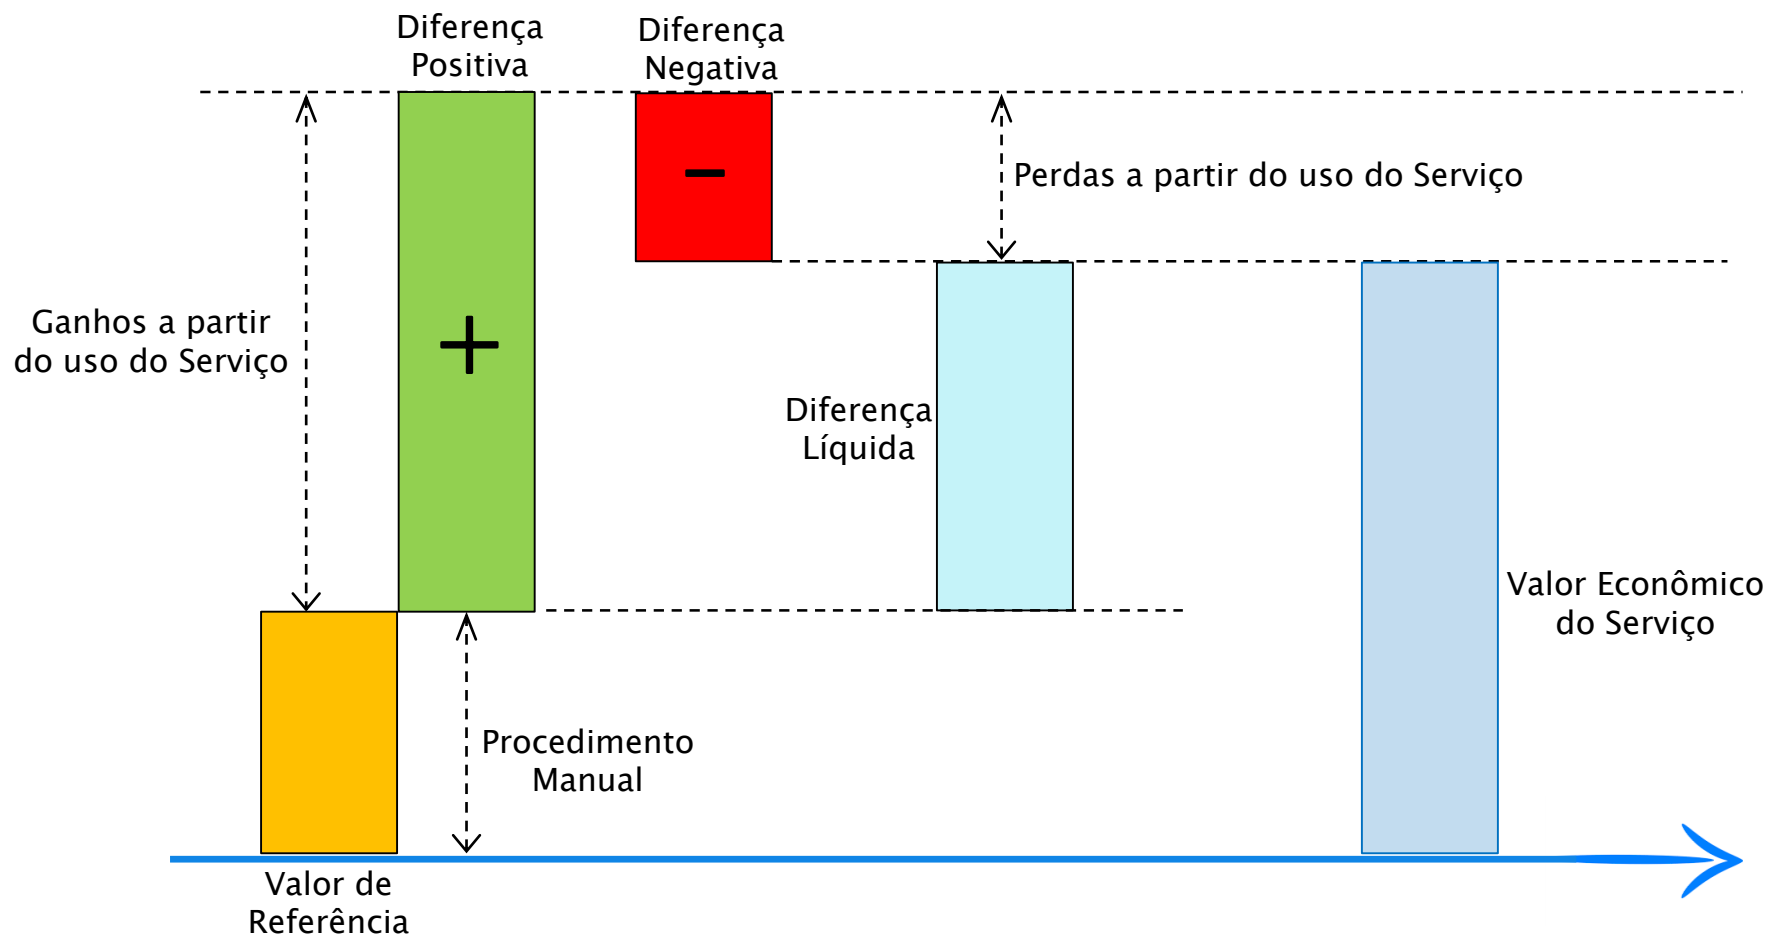 Diferença
Positiva
Diferença
Negativa
Perdas a partir do uso do Serviço
Ganhos a partir
do uso do Serviço
+
−
Diferença
Líquida
Valor Econômico
do Serviço
Procedimento
Manual
Valor de
Referência